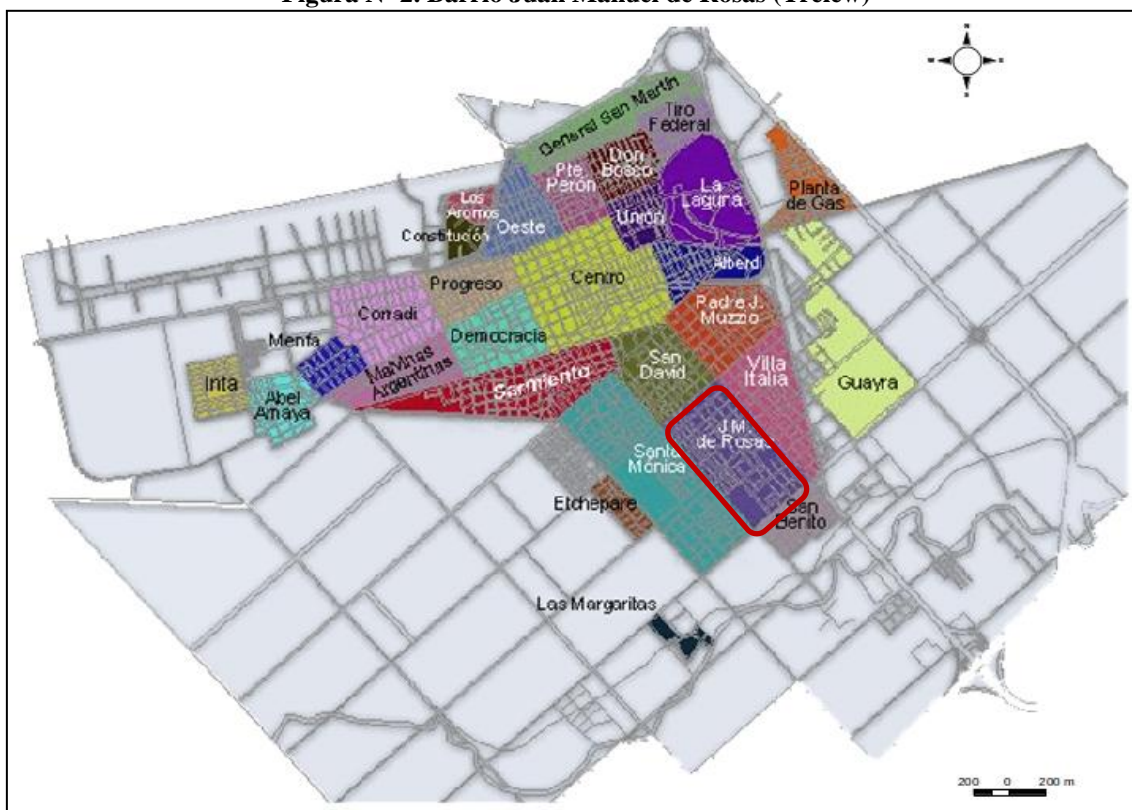 Figura N° 2. Barrio Juan Manuel de Rosas (Trelew)
General San Martín
Tiro
Federal
Don
Bosco
Pte
Perón
La
Laguna
Planta
de Gas
Los
Aromos
Unión
Oeste
Constitución
Alberdi
Centro
Progreso
Padre J.
Muzzio
Corradi
Democracia
Menfa
San
David
Villa
Italia
Malvinas
Argentinas
Sarmiento
Guayra
Inta
Abel
Amaya
J.M.
de Rosas
Santa
Mónica
Etchepare
San
Benito
Las Margaritas
200 0 200 m